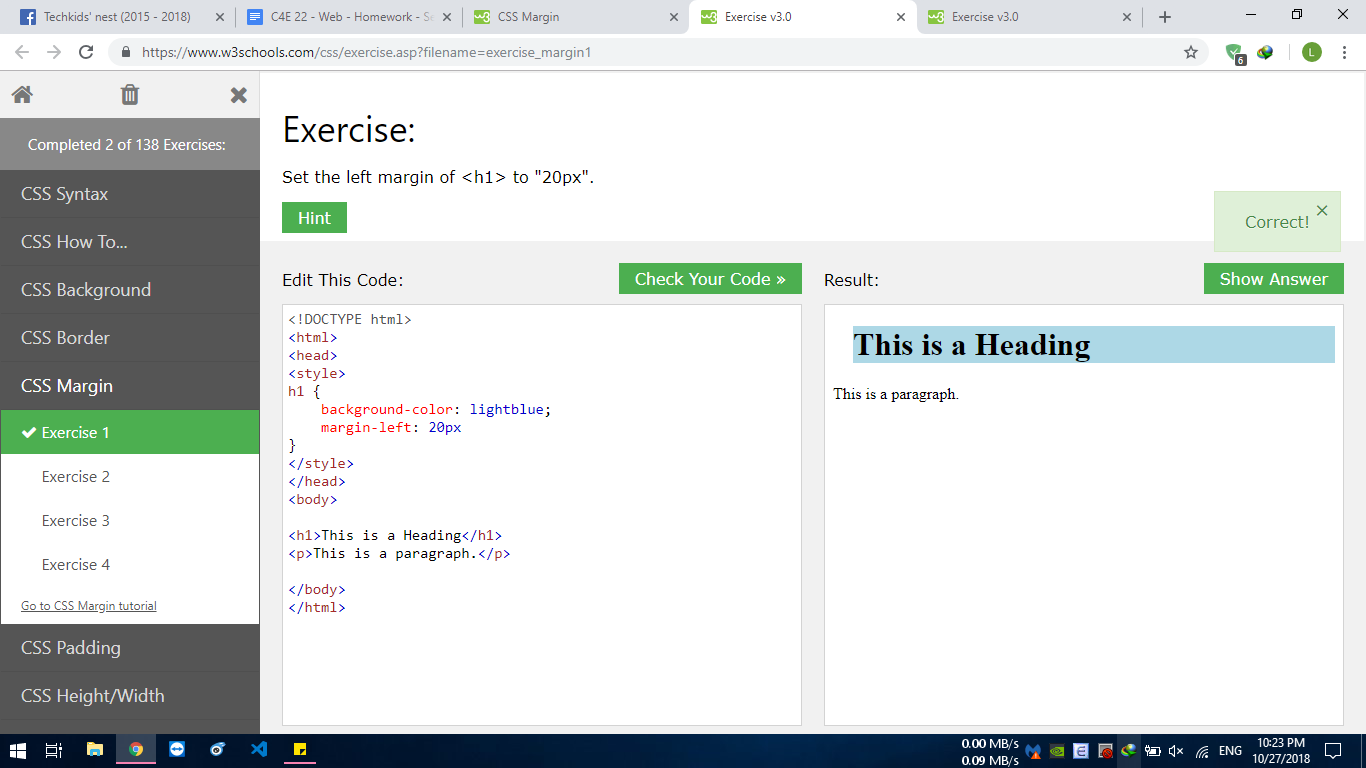 Techkids' nest (2015 - 2018)
C4E 22 - Web - Homework - Se
CSS Margin
Exercise v3.0
Exercise v3.0
https://www.w3schools.com/css/exercise.asp?filename=exercise_margin1
6
L
Completed 2 of 138 Exercises:
CSS Syntax
CSS How To...
CSS Background
CSS Border
CSS Margin
Exercise 1
Exercise 2
Exercise 3
Exercise 4
Go to CSS Margin tutorial
CSS Padding
CSS Height/Width
Exercise:
Set the left margin of <h1> to "20px".
Hint
Correct!
Edit This Code:
Check Your Code »
<!DOCTYPE html>
<html>
<head>
<style>
h1 {
    background-color: lightblue;
    margin-left: 20px
}
</style>
</head>
<body>
<h1>This is a Heading</h1>
<p>This is a paragraph.</p>
</body>
</html>
Result:
Show Answer
This is a Heading
This is a paragraph.
0.00 MB/s
0.09 MB/s
ENG
10:23 PM
10/27/2018